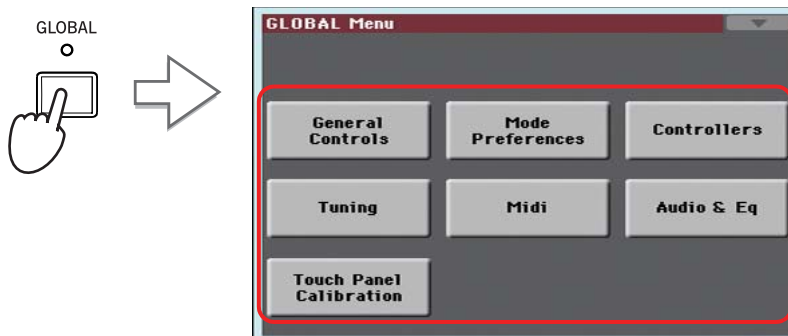 GLOBAL
GLOBAL Menu
General
Controls
Mode
Preferences
Controllers
Tuning
Midi
Audio & Eq
Touch Panel
Calibration